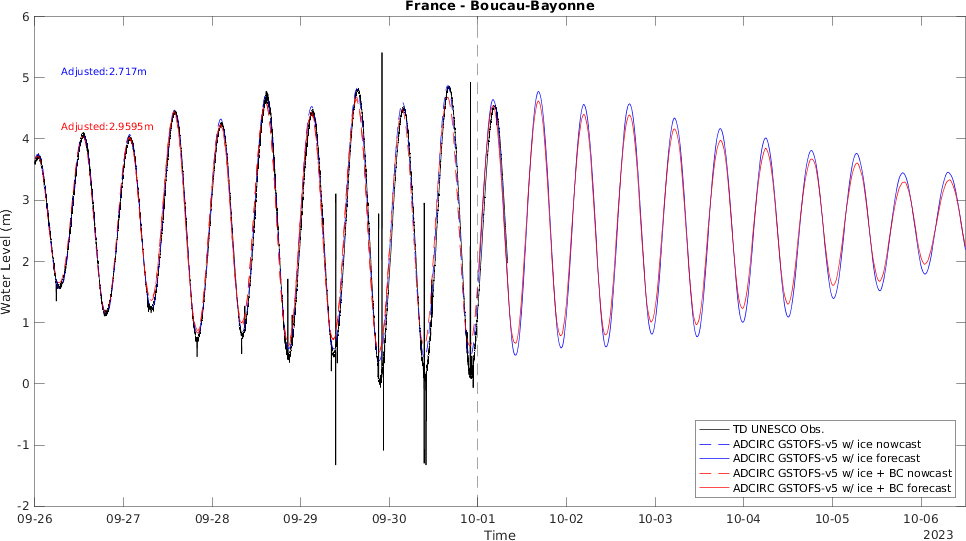 France - Boucau-Bayonne
6
5
4
3
2
1
0
-1
-2
Water Level (m)
Adjusted:2.717m
Adjusted:2.9595m
TD UNESCO Obs.
ADCIRC GSTOFS-v5 w/ ice nowcast
ADCIRC GSTOFS-v5 w/ ice forecast
ADCIRC GSTOFS-v5 w/ ice + BC nowcast
ADCIRC GSTOFS-v5 w/ ice + BC forecast
09-26 09-27 09-28 09-29 09-30 10-01 10-02 10-03 10-04 10-05 10-06
Time
2023